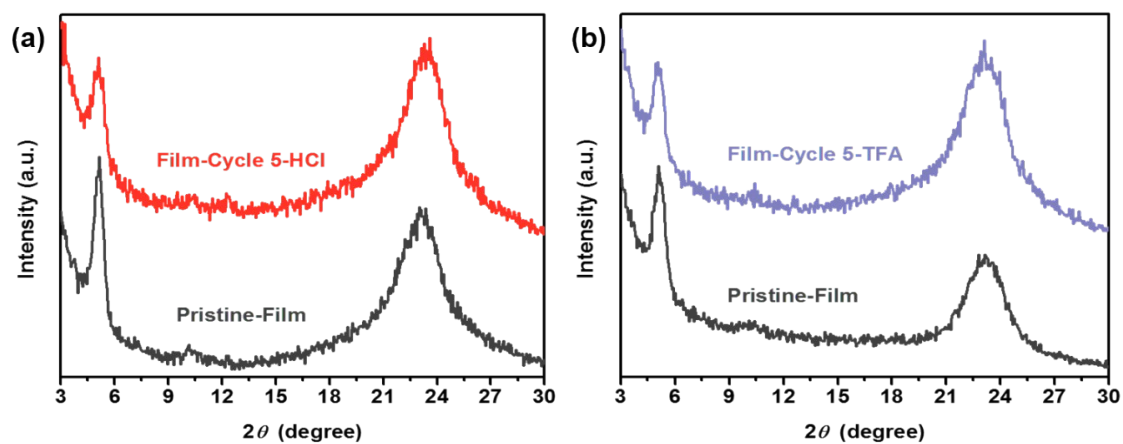 (a)
Film-Cycle 5-HCl
Pristine-Film
Intensity (a.u.)
3 6 9 12 15 18 21 24 27 30
2θ (degree)
(b)
Film-Cycle 5-TFA
Pristine-Film
Intensity (a.u.)
3 6 9 12 15 18 21 24 27 30
2θ (degree)